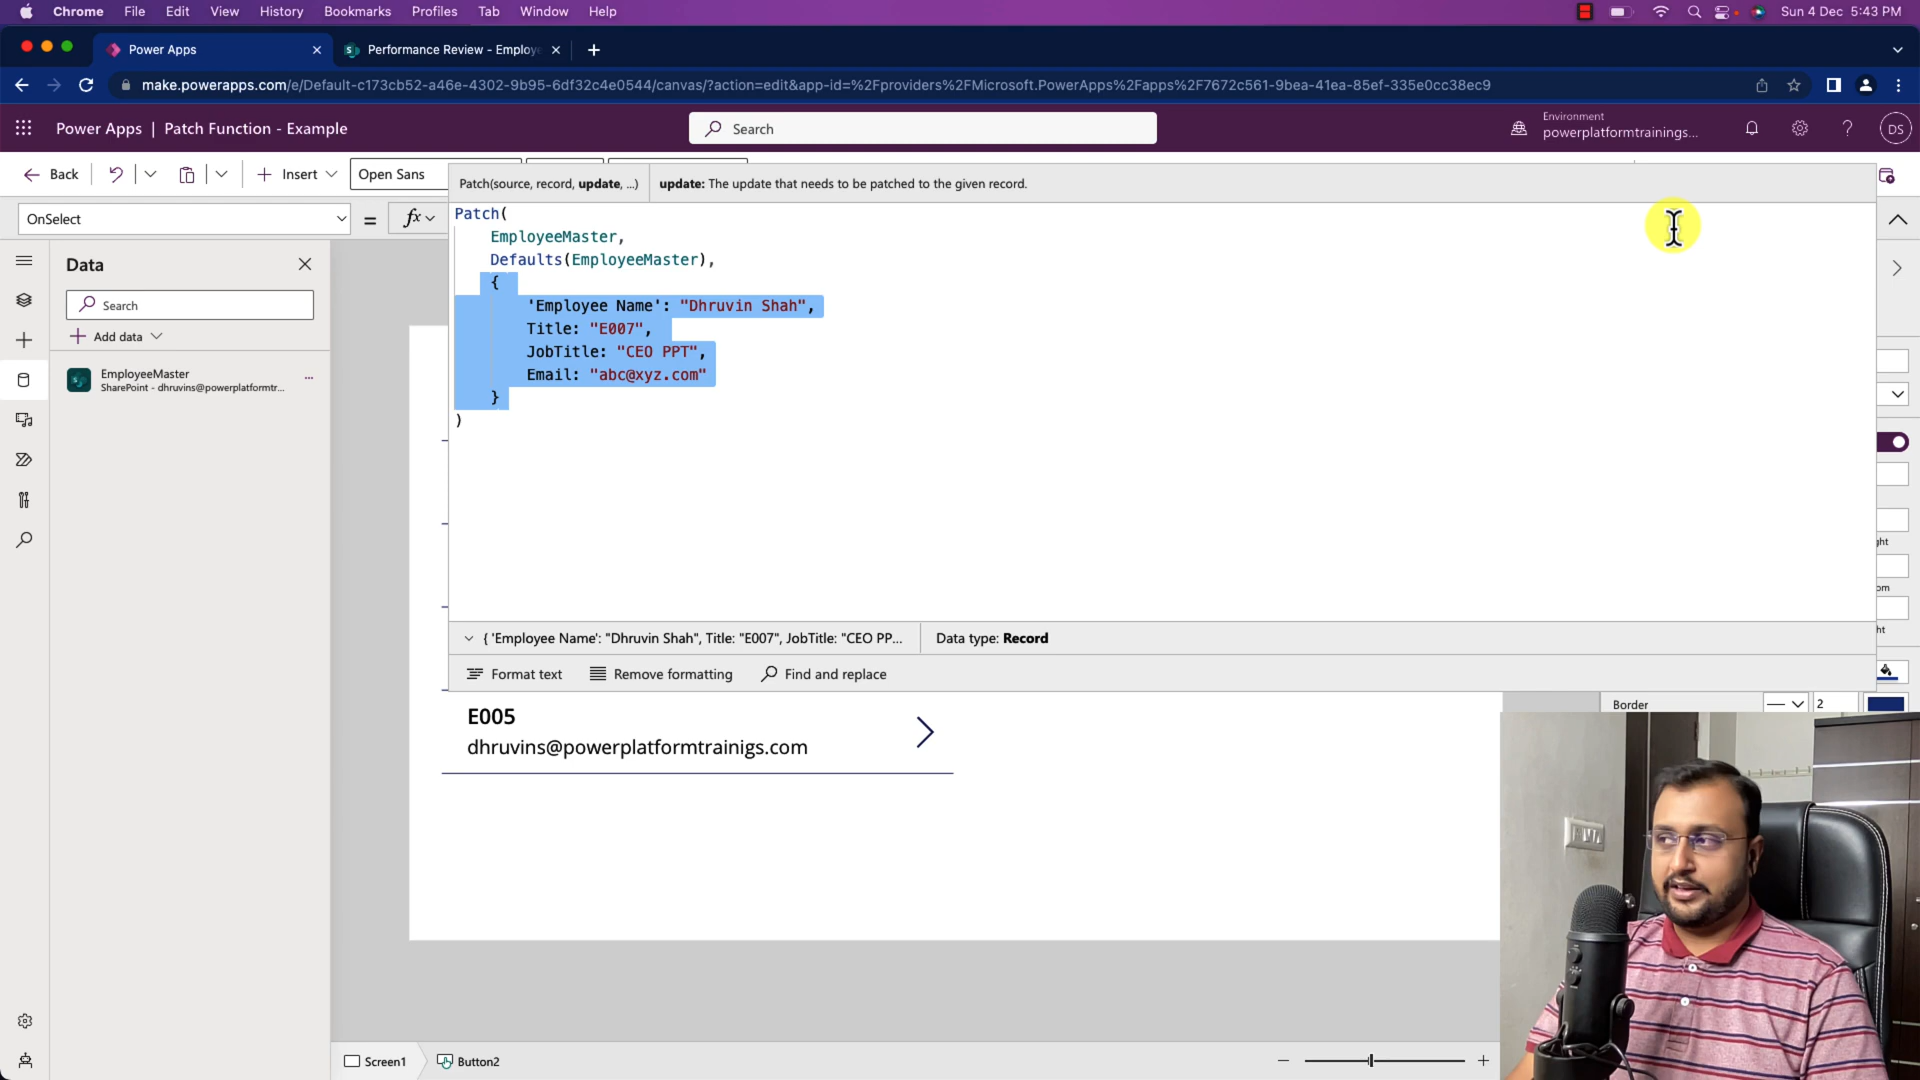 Chrome File Edit View History Bookmarks Profiles Tab Window Help Sun 4 Dec 5:43 PM
Power Apps Performance Review - Employe
make.powerapps.com/e/Default-c173cb52-a46e-4302-9b95-6df32c4e0544/canvas/?action=edit&app-id=%2Fproviders%2FMicrosoft.PowerApps%2Fapps%2F7672c561-9bea-41ea-85ef-335e0cc38ec9
Power Apps | Patch Function - Example Search Environment
powerplatformtrainings... DS
Back Insert Open Sans
Patch(source, record, update, ...) update: The update that needs to be patched to the given record.
OnSelect = fx
Patch(
EmployeeMaster,
Defaults(EmployeeMaster),
{
'Employee Name': "Dhruvin Shah",
Title: "E007",
JobTitle: "CEO PPT",
Email: "abc@xyz.com"
}
)
Data
Search
Add data
EmployeeMaster
SharePoint - dhruvins@powerplatformtr...
ght
om
ht
{ 'Employee Name': "Dhruvin Shah", Title: "E007", JobTitle: "CEO PP... Data type: Record
Format text Remove formatting Find and replace
Border 2
E005
dhruvins@powerplatformtrainigs.com
Screen1 Button2